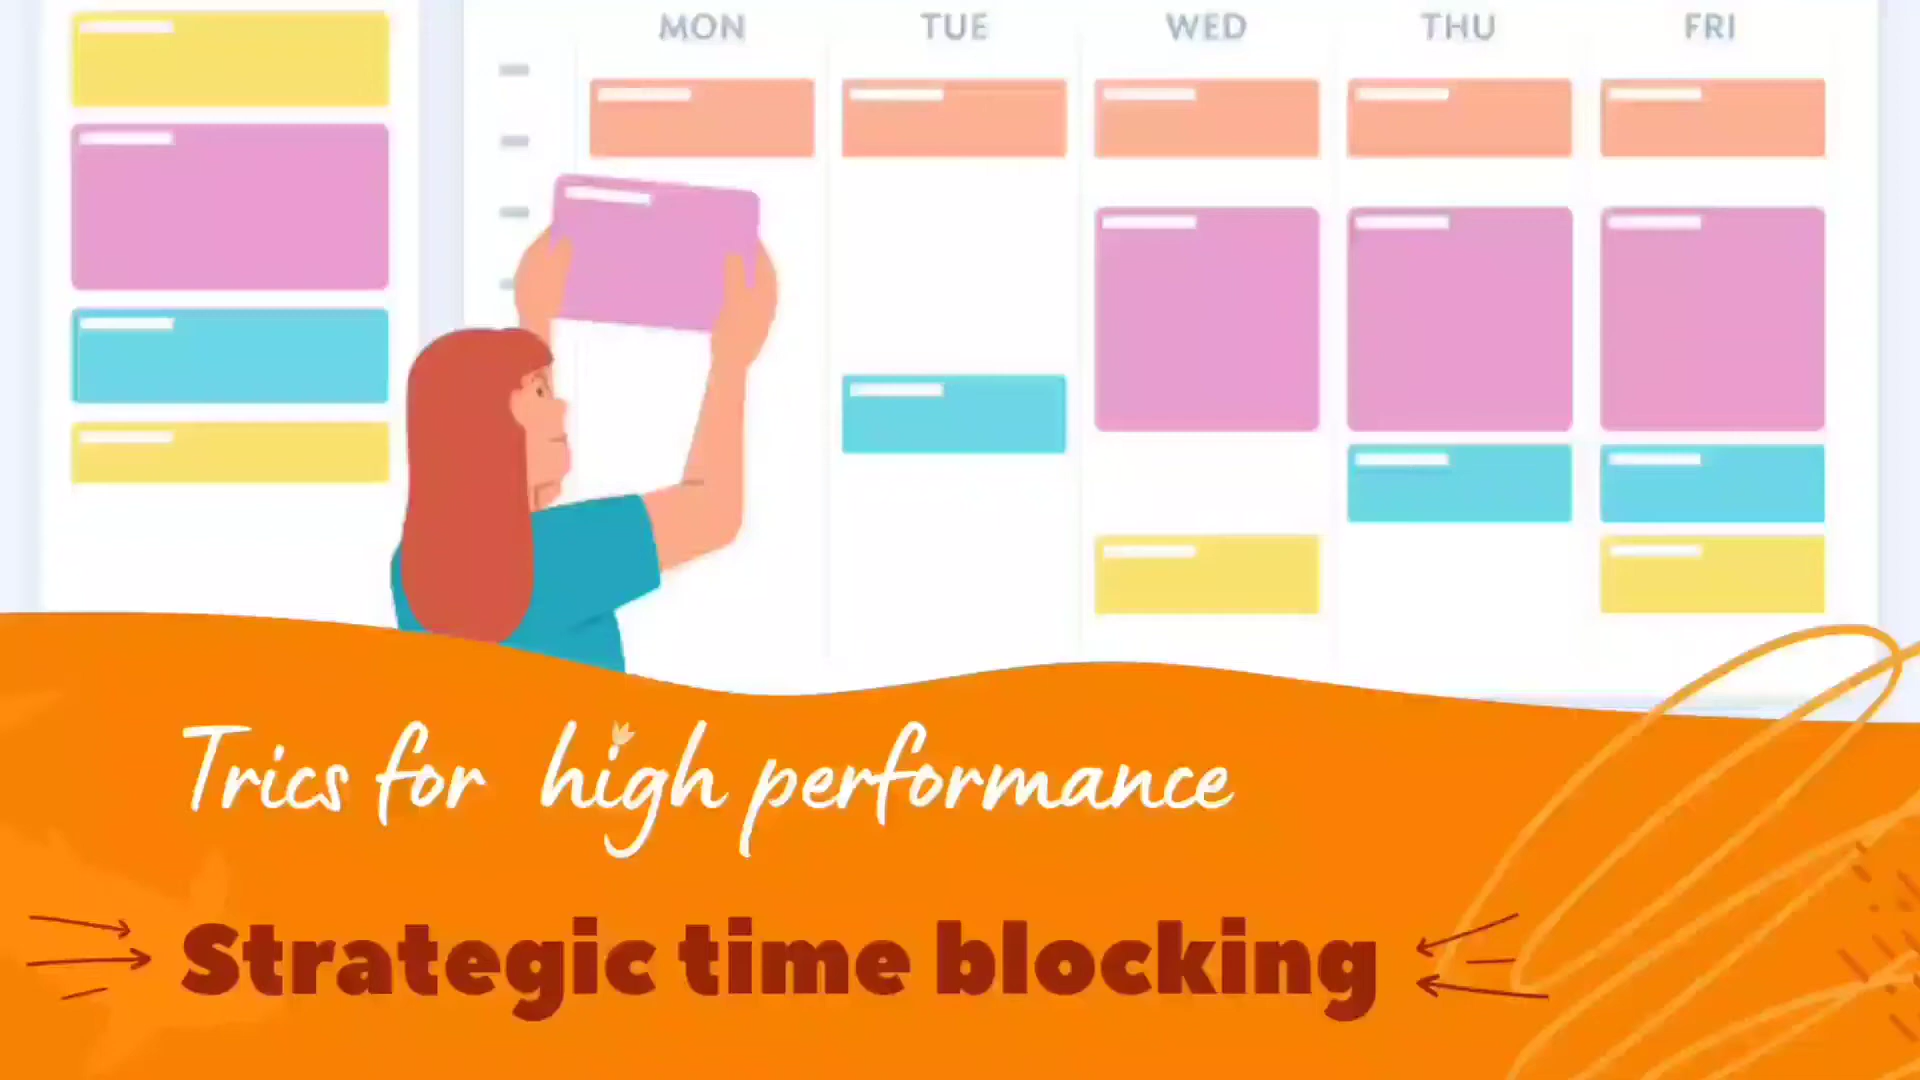 MON TUE WED THU FRI
Trics for high performance
Strategic time blocking